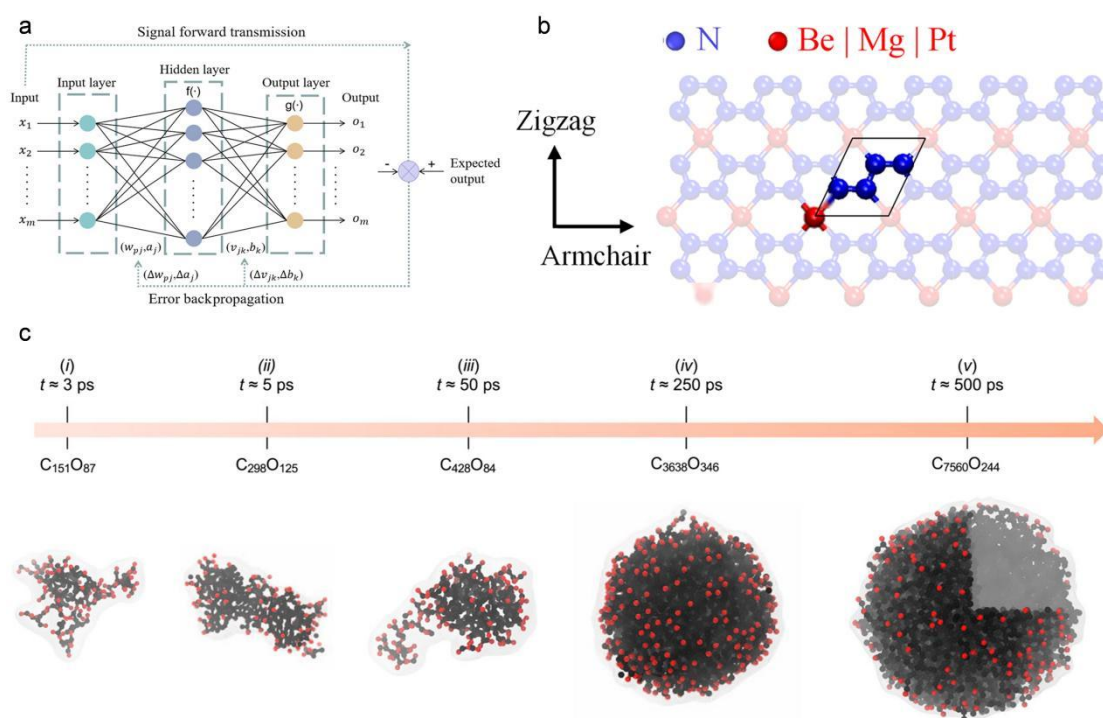 a
Signal forward transmission
Hidden layer
Input layer
Output layer
Input
f(·)
g(·)
Output
x₁
o₁
x₂
o₂
- + Expected output
xₘ
oₘ
(wₚⱼ,aⱼ)
(vⱼₖ,bₖ)
(Δwₚⱼ,Δaⱼ)
(Δvⱼₖ,Δbₖ)
Error backpropagation
b
N
Be | Mg | Pt
Zigzag
Armchair
c
(i)
t ≈ 3 ps
(ii)
t ≈ 5 ps
(iii)
t ≈ 50 ps
(iv)
t ≈ 250 ps
(v)
t ≈ 500 ps
C₁₅₁O₈₇
C₂₉₈O₁₂₅
C₄₂₈O₈₄
C₃₆₃₈O₃₄₆
C₇₅₆₀O₂₄₄